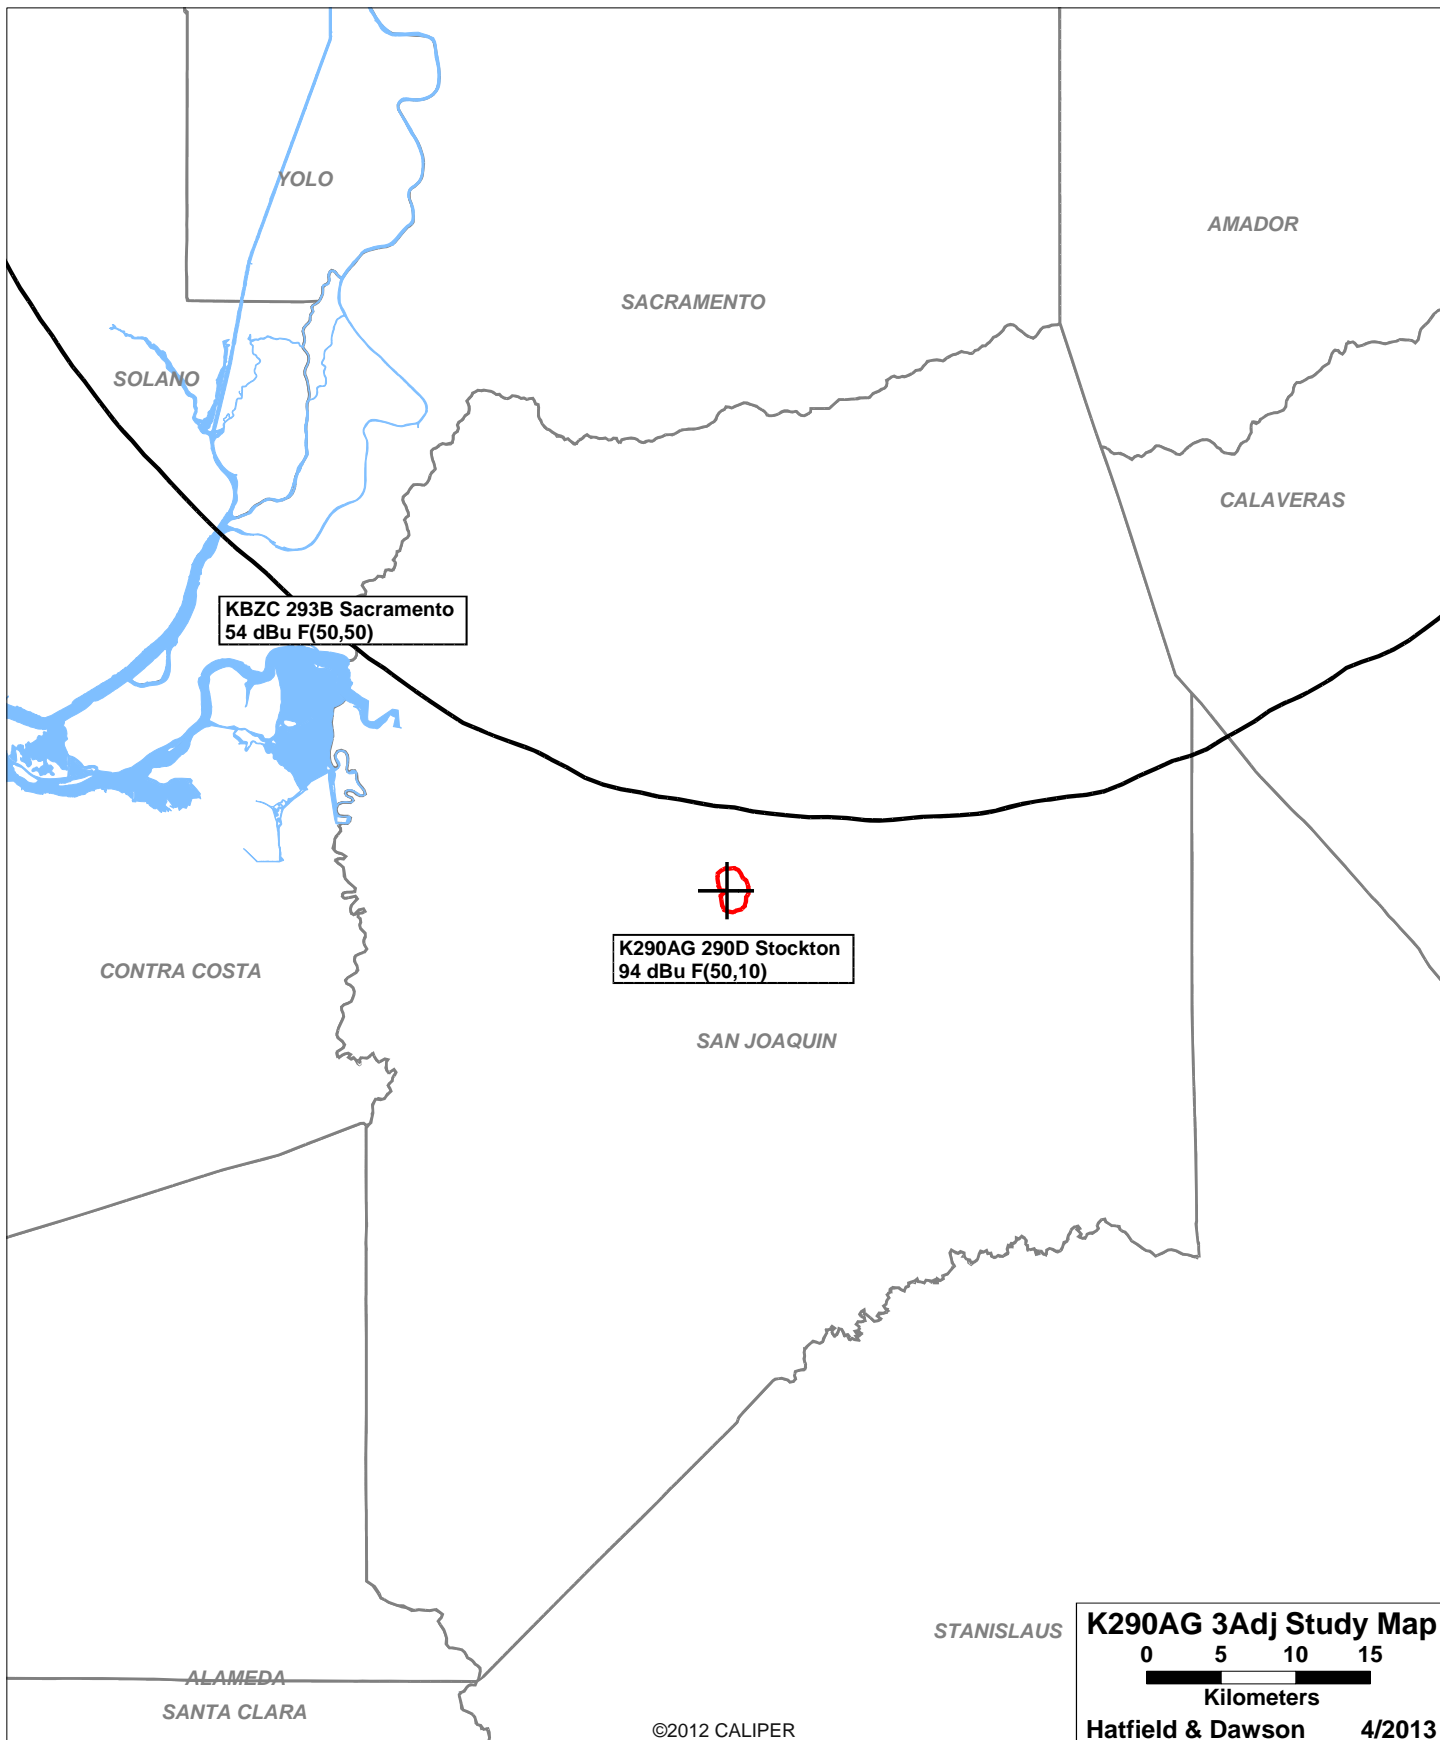 YOLO
AMADOR
SACRAMENTO
SOLANO
CALAVERAS
KBZC 293B Sacramento
54 dBu F(50,50)
K290AG 290D Stockton
94 dBu F(50,10)
CONTRA COSTA
SAN JOAQUIN
STANISLAUS
ALAMEDA
SANTA CLARA
©2012 CALIPER
K290AG 3Adj Study Map
0 5 10 15
Kilometers
Hatfield & Dawson 4/2013